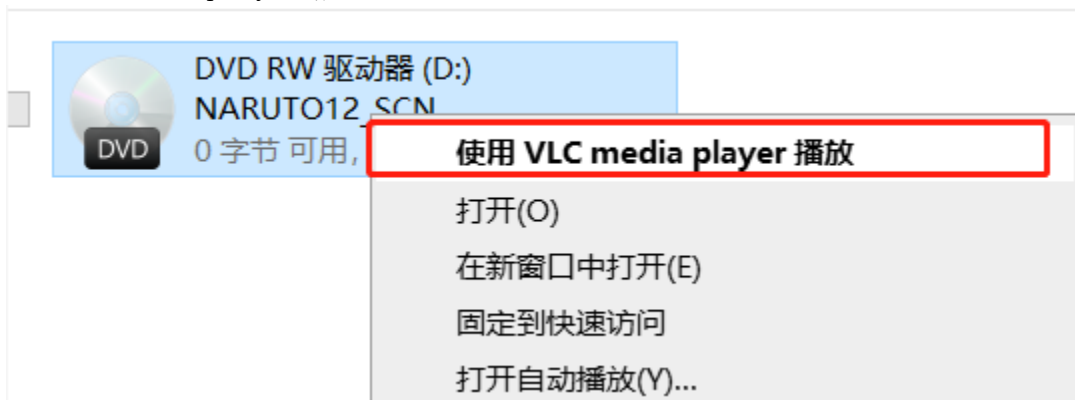 DVD RW 驱动器 (D:)
NARUTO12_SCN
DVD
0 字节 可用,
使用 VLC media player 播放
打开(O)
在新窗口中打开(E)
固定到快速访问
打开自动播放(Y)...